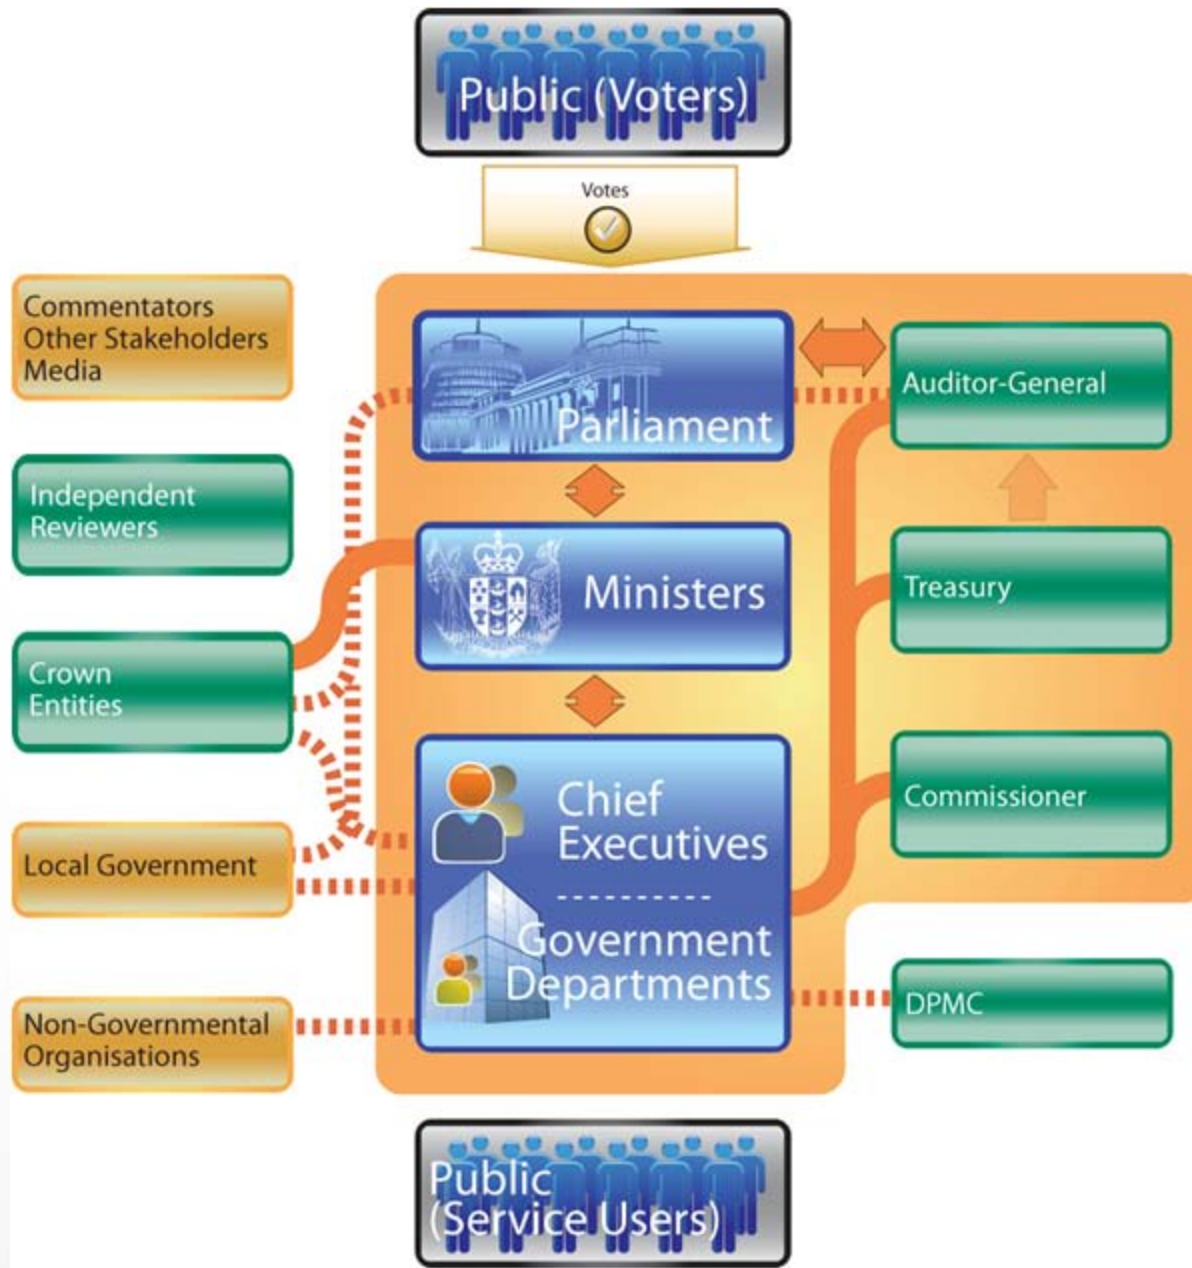 Public (Voters)
Votes
Commentators
Other Stakeholders
Media
Independent
Reviewers
Crown
Entities
Local Government
Non-Governmental
Organisations
Parliament
Ministers
Chief
Executives
Government
Departments
Auditor-General
Treasury
Commissioner
DPMC
Public
(Service Users)